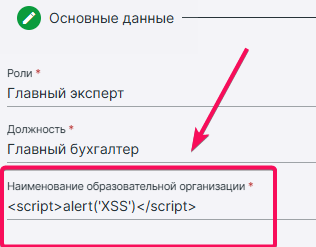 Основные данные
Роли *
Главный эксперт
Должность *
Главный бухгалтер
Наименование образовательной организации *
<script>alert('XSS')</script>